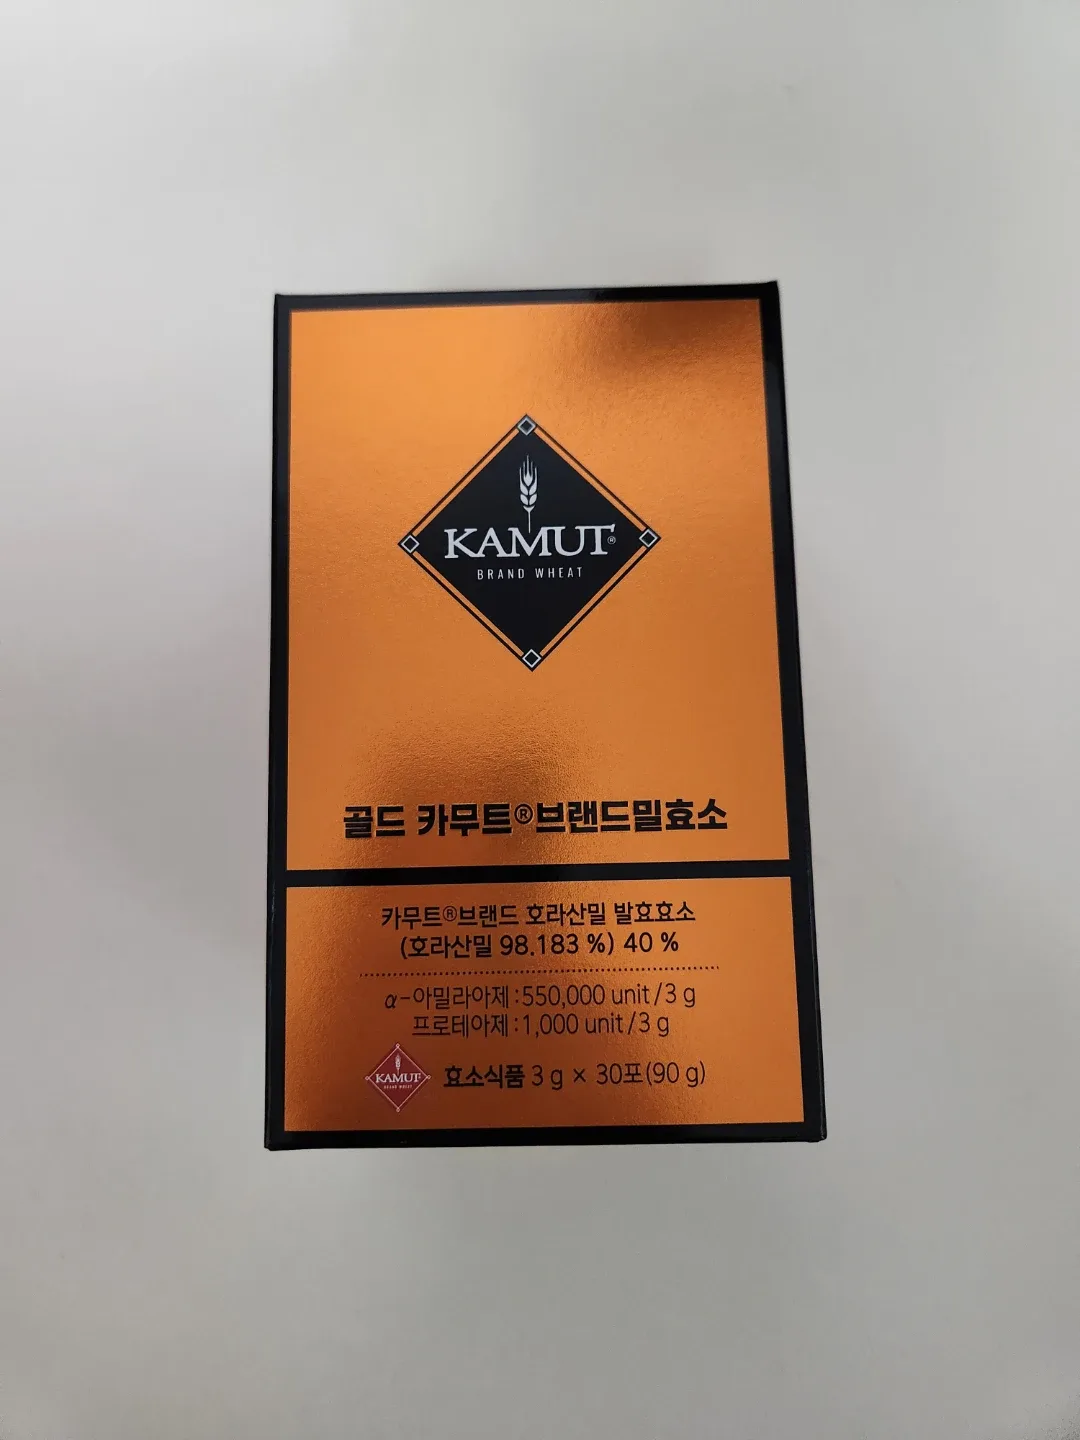 KAMUT®
BRAND WHEAT
골드 카무트®브랜드밀효소
카무트®브랜드 호라산밀 발효효소
(호라산밀 98.183 %) 40 %
α-아밀라아제:550,000 unit/3 g
프로테아제:1,000 unit/3 g
KAMUT
BRAND WHEAT
효소식품 3 g × 30포(90 g)